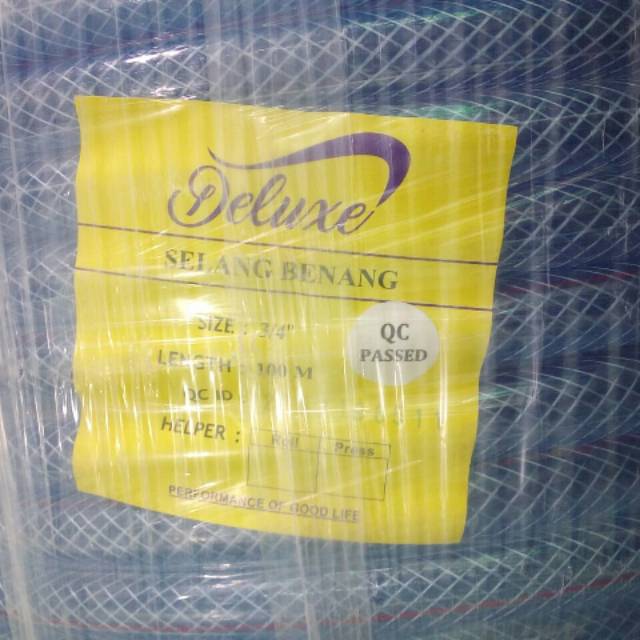 Deluxe
SELANG BENANG
SIZE : 3/4"
LENGTH : 100 M
QC ID
QC
PASSED
HELPER :
Roll Press
PERFORMANCE OF GOOD LIFE